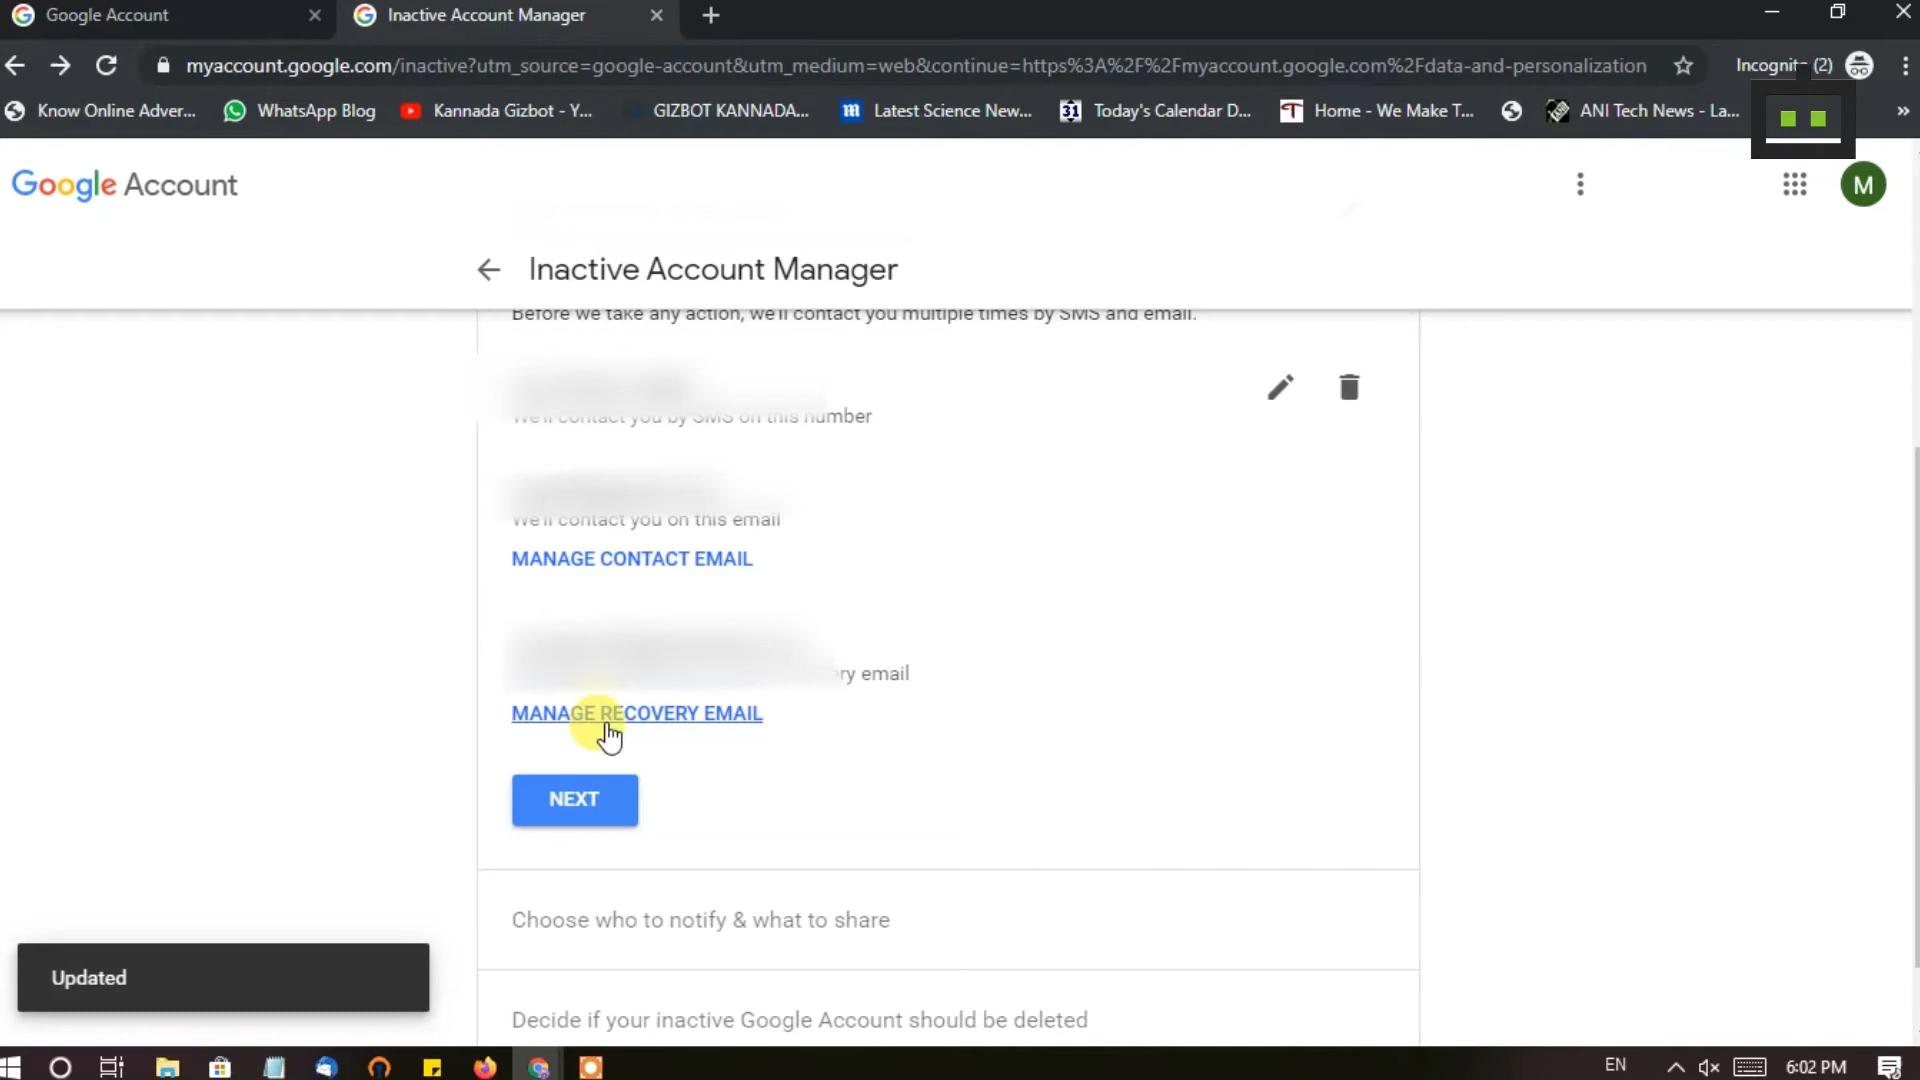 Google Account
Inactive Account Manager
myaccount.google.com/inactive?utm_source=google-account&utm_medium=web&continue=https%3A%2F%2Fmyaccount.google.com%2Fdata-and-personalization
Incognito (2)
Know Online Adver...
WhatsApp Blog
Kannada Gizbot - Y...
GIZBOT KANNADA...
Latest Science New...
31
Today's Calendar D...
Home - We Make T...
ANI Tech News - La...
»
Google Account
M
Inactive Account Manager
Before we take any action, we'll contact you multiple times by SMS and email.
We'll contact you by SMS on this number
We'll contact you on this email
MANAGE CONTACT EMAIL
email
MANAGE RECOVERY EMAIL
NEXT
Choose who to notify & what to share
Updated
Decide if your inactive Google Account should be deleted
EN
6:02 PM